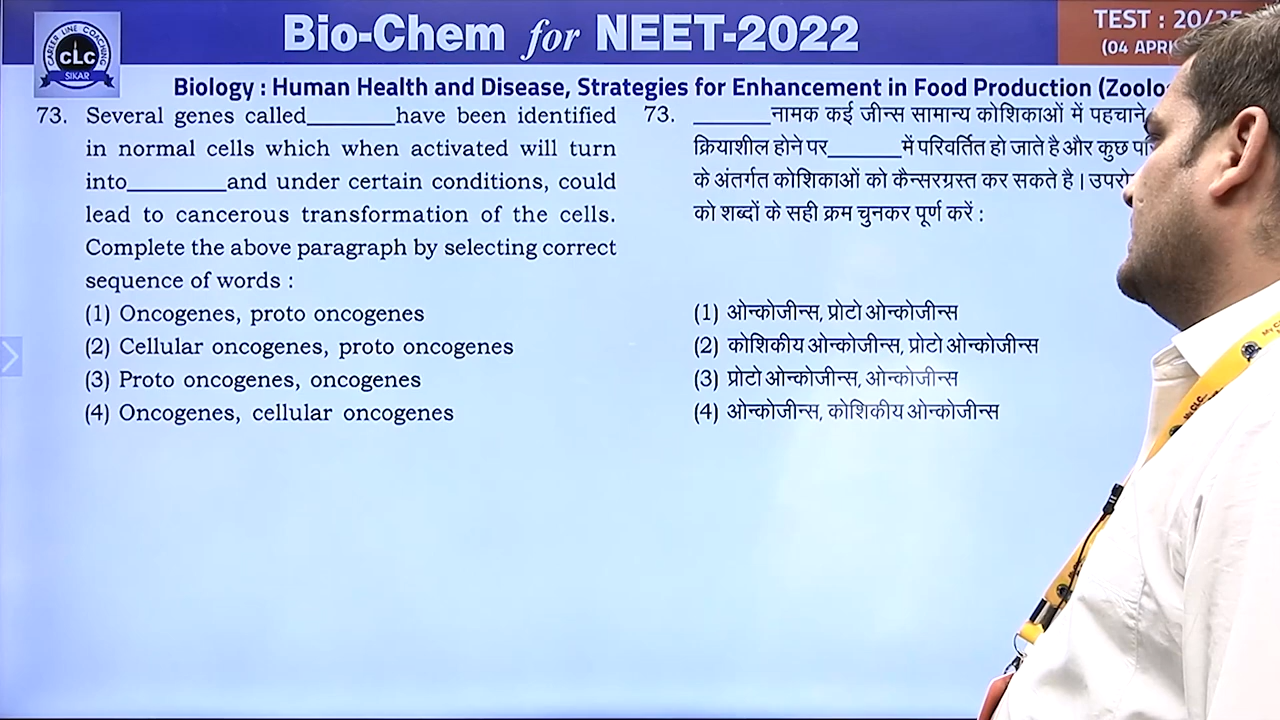 Bio-Chem for NEET-2022
TEST : 20/25
(04 APRI
CAREER LINE COACHING
CLC
SIKAR
Biology : Human Health and Disease, Strategies for Enhancement in Food Production (Zoolo
73. Several genes called_______have been identified
in normal cells which when activated will turn
into________and under certain conditions, could
lead to cancerous transformation of the cells.
Complete the above paragraph by selecting correct
sequence of words :
(1) Oncogenes, proto oncogenes
(2) Cellular oncogenes, proto oncogenes
(3) Proto oncogenes, oncogenes
(4) Oncogenes, cellular oncogenes
73. _______नामक कई जीन्स सामान्य कोशिकाओं में पहचाने
क्रियाशील होने पर_______में परिवर्तित हो जाते है और कुछ
के अंतर्गत कोशिकाओं को कैन्सरग्रस्त कर सकते है।
को शब्दों के सही क्रम चुनकर पूर्ण करें :
(1) ओन्कोजीन्स, प्रोटो ओन्कोजीन्स
(2) कोशिकीय ओन्कोजीन्स, प्रोटो ओन्कोजीन्स
(3) प्रोटो ओन्कोजीन्स, ओन्कोजीन्स
(4) ओन्कोजीन्स, कोशिकीय ओन्कोजीन्स